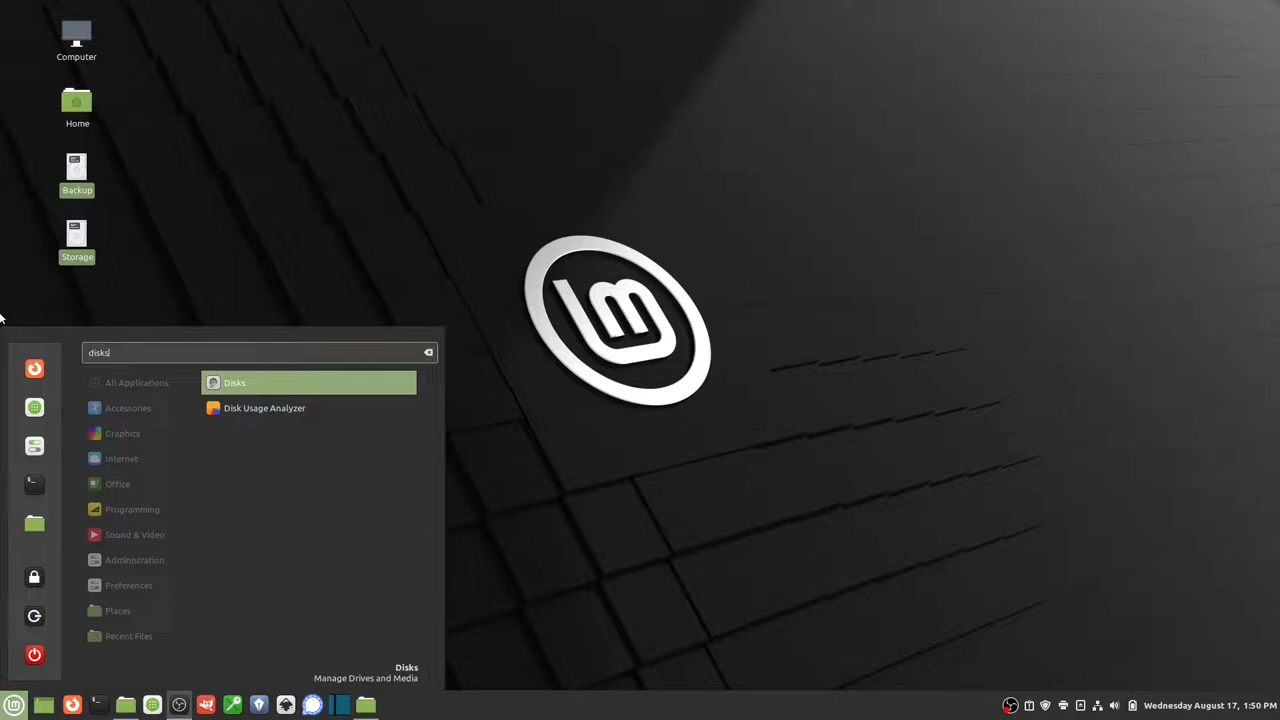 Computer
Home
Backup
Storage
disks
All Applications
Disks
Accessories
Disk Usage Analyzer
Graphics
Internet
Office
Programming
Sound & Video
Administration
Preferences
Places
Recent Files
Disks
Manage Drives and Media
Wednesday August 17, 1:50 PM